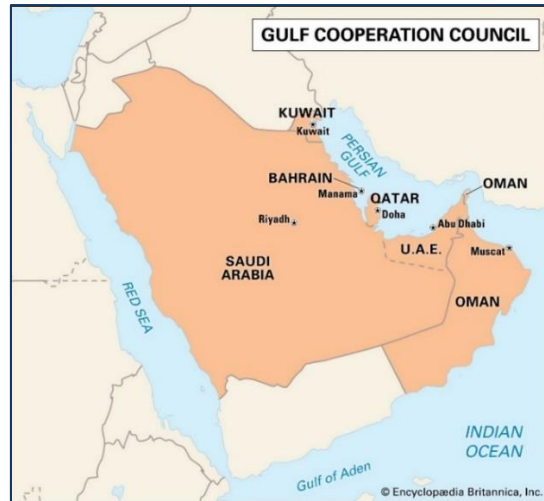 GULF COOPERATION COUNCIL
KUWAIT
Kuwait
PERSIAN
GULF
BAHRAIN
Manama
QATAR
Doha
OMAN
Abu Dhabi
Riyadh
U.A.E.
Muscat
SAUDI
ARABIA
OMAN
RED SEA
INDIAN
OCEAN
Gulf of Aden
© Encyclopædia Britannica, Inc.